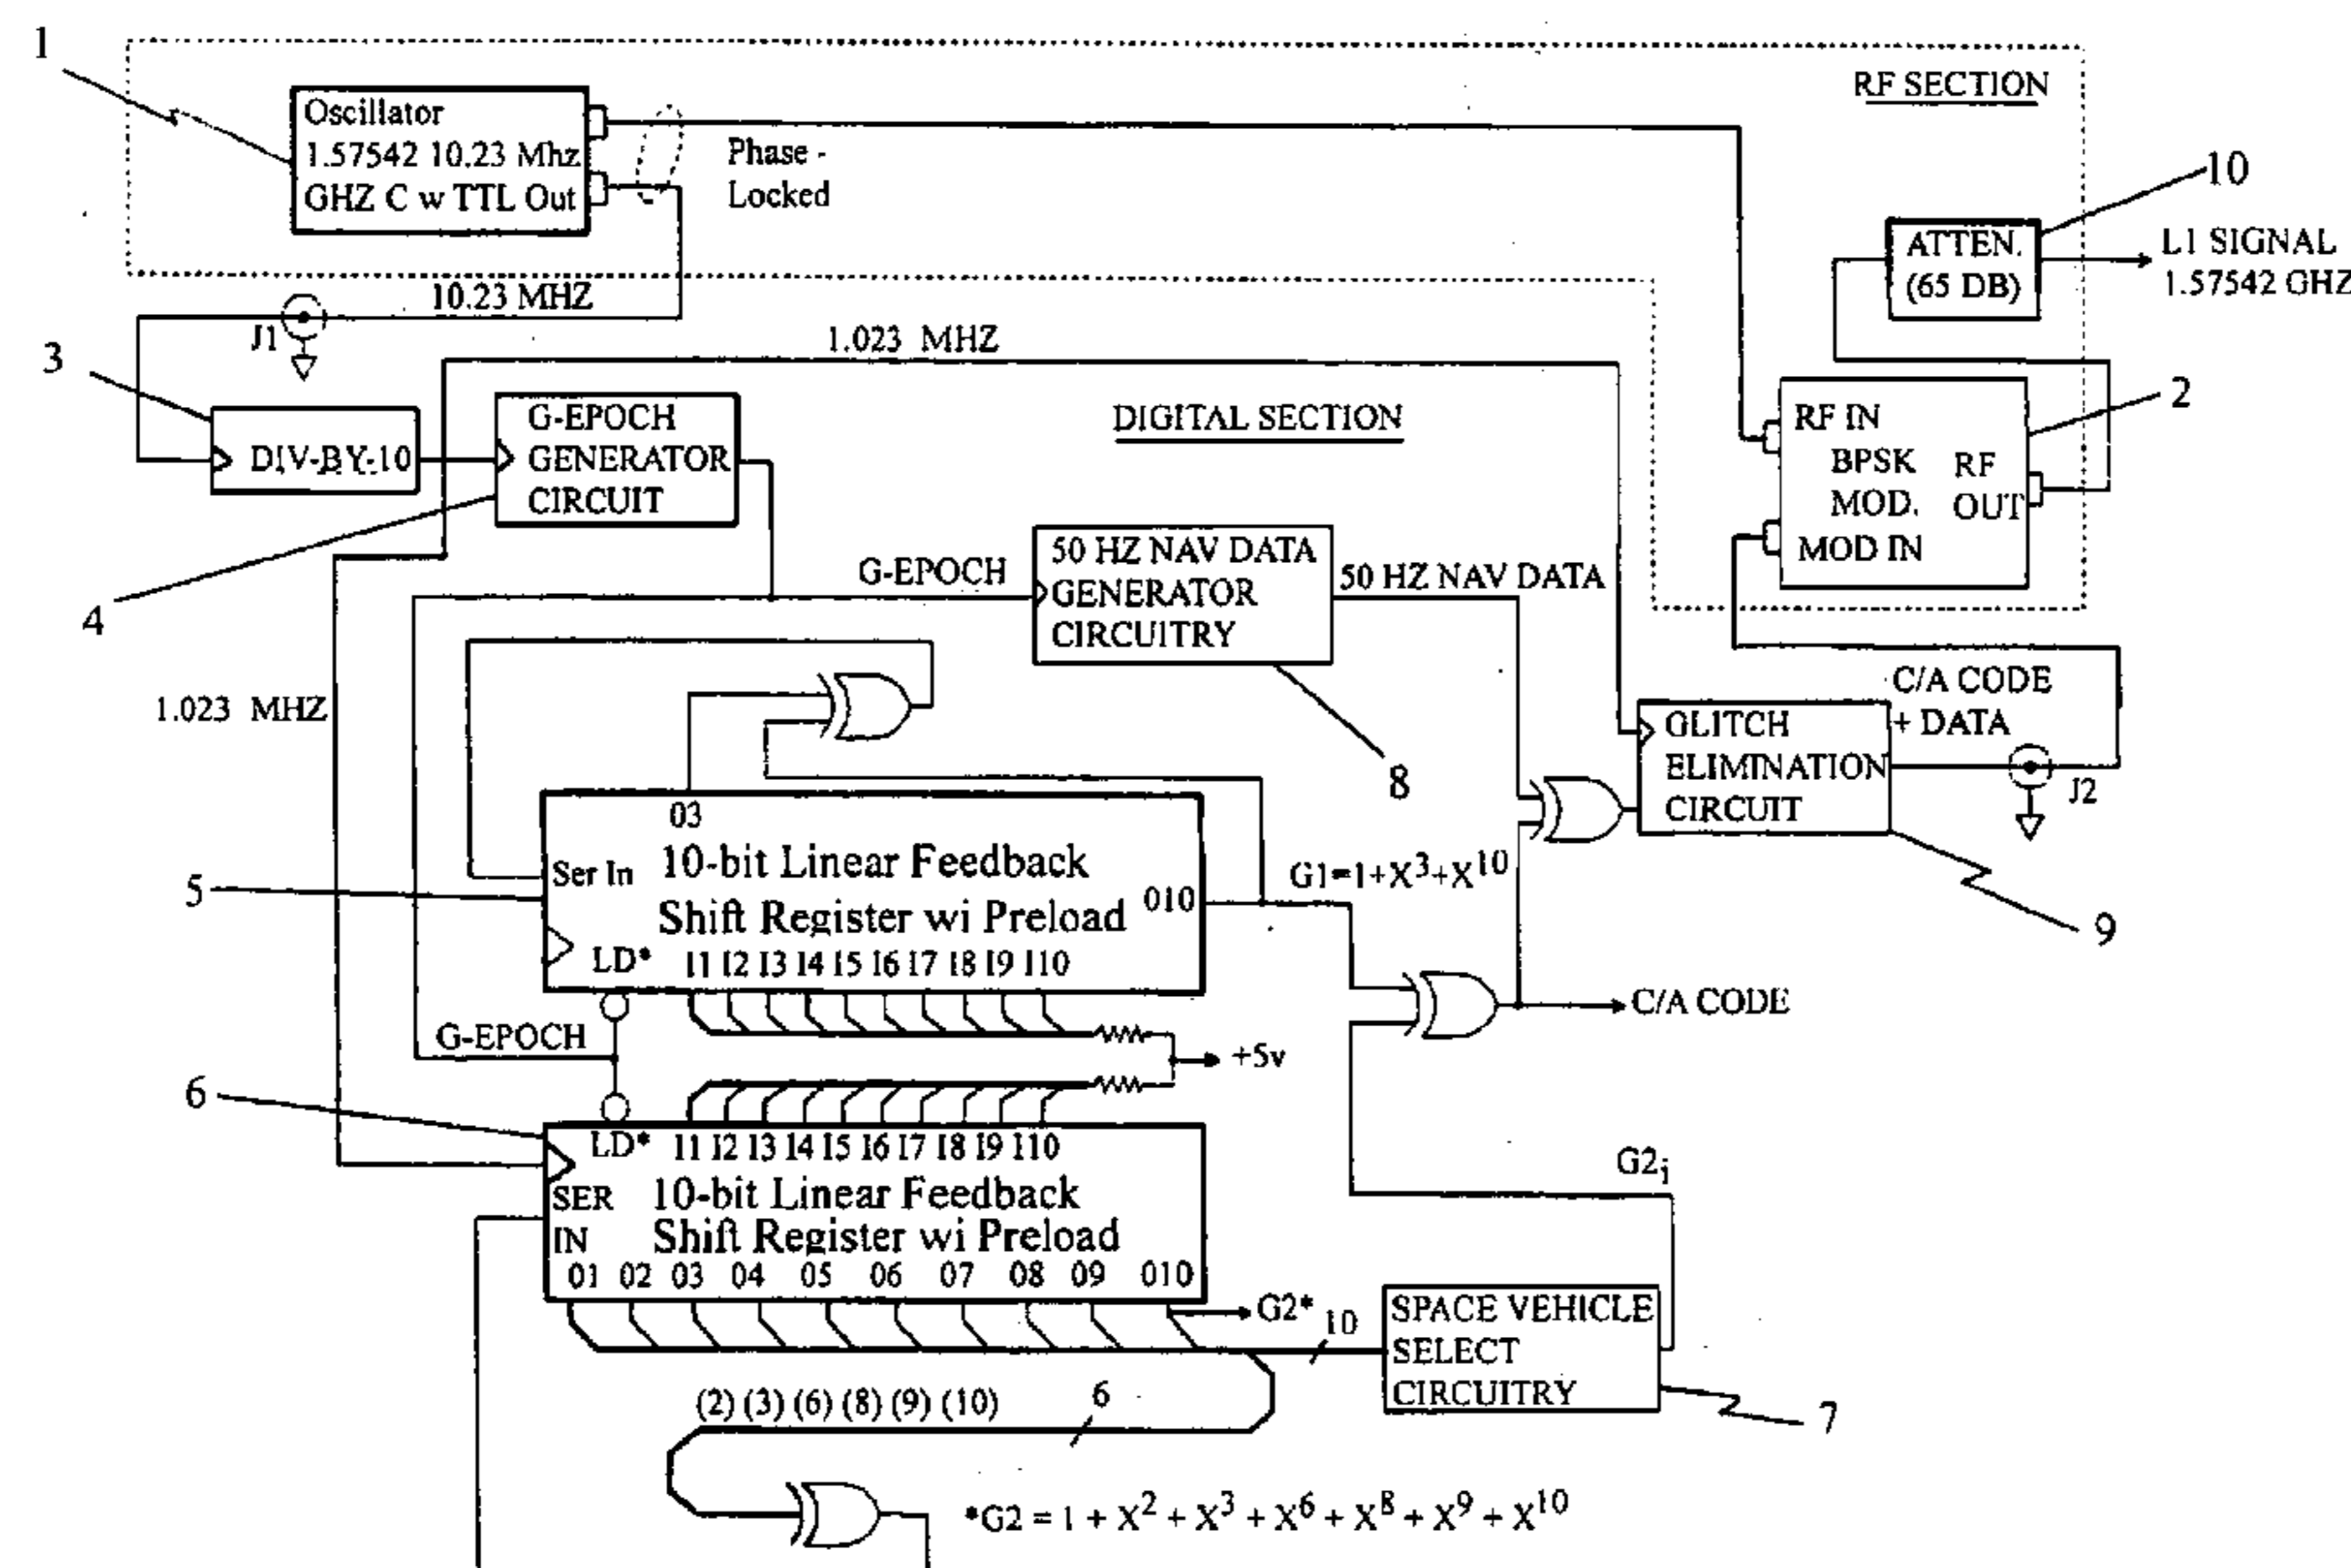 1
RF SECTION
Oscillator
1.57542 10.23 Mhz
GHZ C w TTL Out
Phase -
Locked
10
ATTEN.
(65 DB)
L1 SIGNAL
1.57542 GHZ
10.23 MHZ
J1
1.023 MHZ
3
DIV-BY-10
G-EPOCH
GENERATOR
CIRCUIT
DIGITAL SECTION
RF IN
BPSK
MOD.
MOD IN
RF
OUT
2
4
G-EPOCH
50 HZ NAV DATA
GENERATOR
CIRCUITRY
50 HZ NAV DATA
1.023 MHZ
8
C/A CODE
+ DATA
GLITCH
ELIMINATION
CIRCUIT
J2
9
03
Ser In
10-bit Linear Feedback
Shift Register wi Preload
010
LD*
I1 I2 I3 I4 I5 I6 I7 I8 I9 I10
5
G1=1+X³+X¹⁰
C/A CODE
G-EPOCH
+5v
6
LD*
I1 I2 I3 I4 I5 I6 I7 I8 I9 I10
SER
IN
10-bit Linear Feedback
Shift Register wi Preload
01 02 03 04 05 06 07 08 09 010
G2j
G2*
10
SPACE VEHICLE
SELECT
CIRCUITRY
7
(2) (3) (6) (8) (9) (10)
6
*G2 = 1 + X² + X³ + X⁶ + X⁸ + X⁹ + X¹⁰